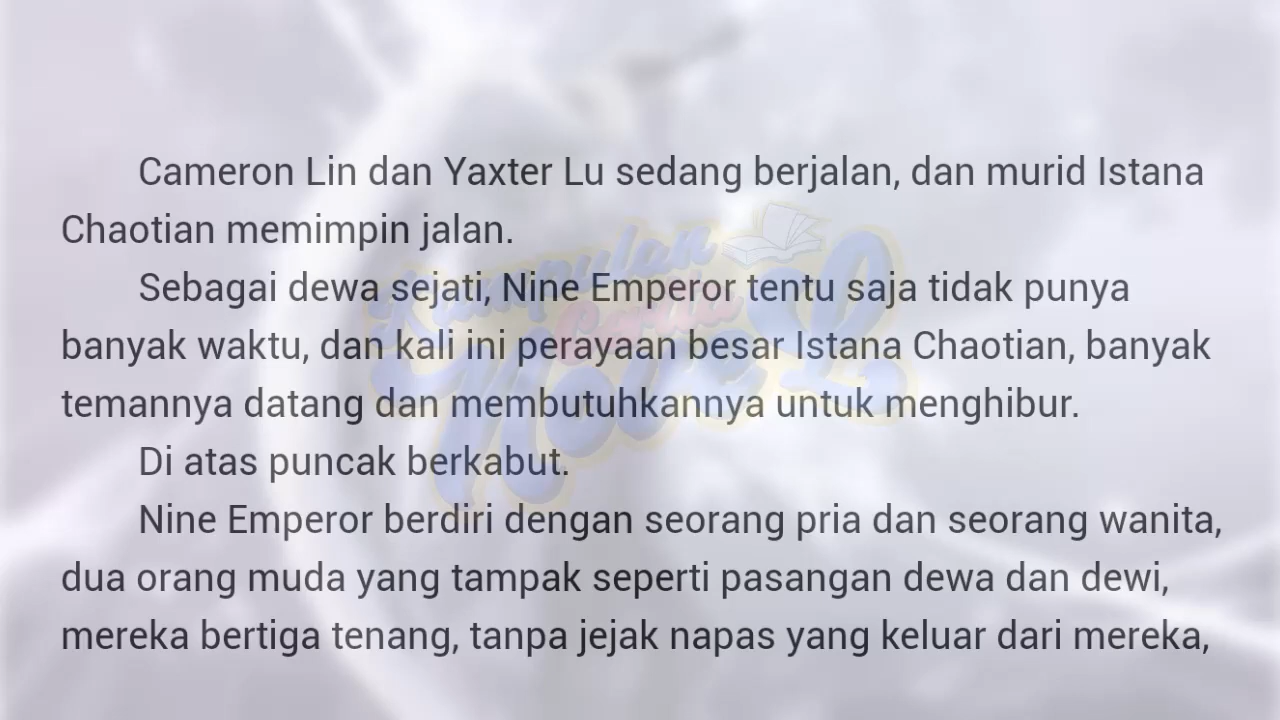 Cameron Lin dan Yaxter Lu sedang berjalan, dan murid Istana
Chaotian memimpin jalan.
Sebagai dewa sejati, Nine Emperor tentu saja tidak punya
banyak waktu, dan kali ini perayaan besar Istana Chaotian, banyak
temannya datang dan membutuhkannya untuk menghibur.
Di atas puncak berkabut.
Nine Emperor berdiri dengan seorang pria dan seorang wanita,
dua orang muda yang tampak seperti pasangan dewa dan dewi,
mereka bertiga tenang, tanpa jejak napas yang keluar dari mereka,
Kumpulan
Cerita
Novel